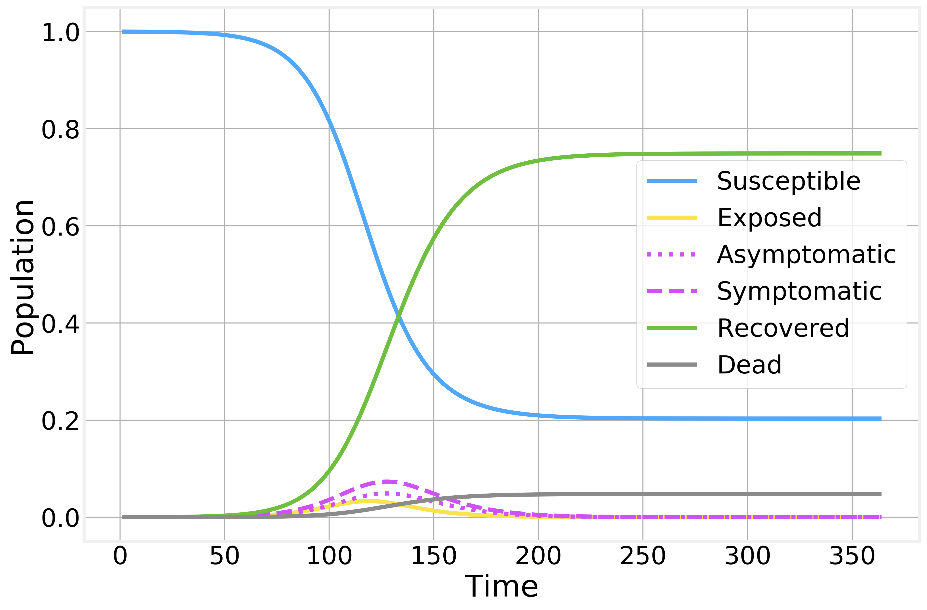 1.0
0.8
0.6
0.4
0.2
0.0
Population
Susceptible
Exposed
Asymptomatic
Symptomatic
Recovered
Dead
0 50 100 150 200 250 300 350
Time